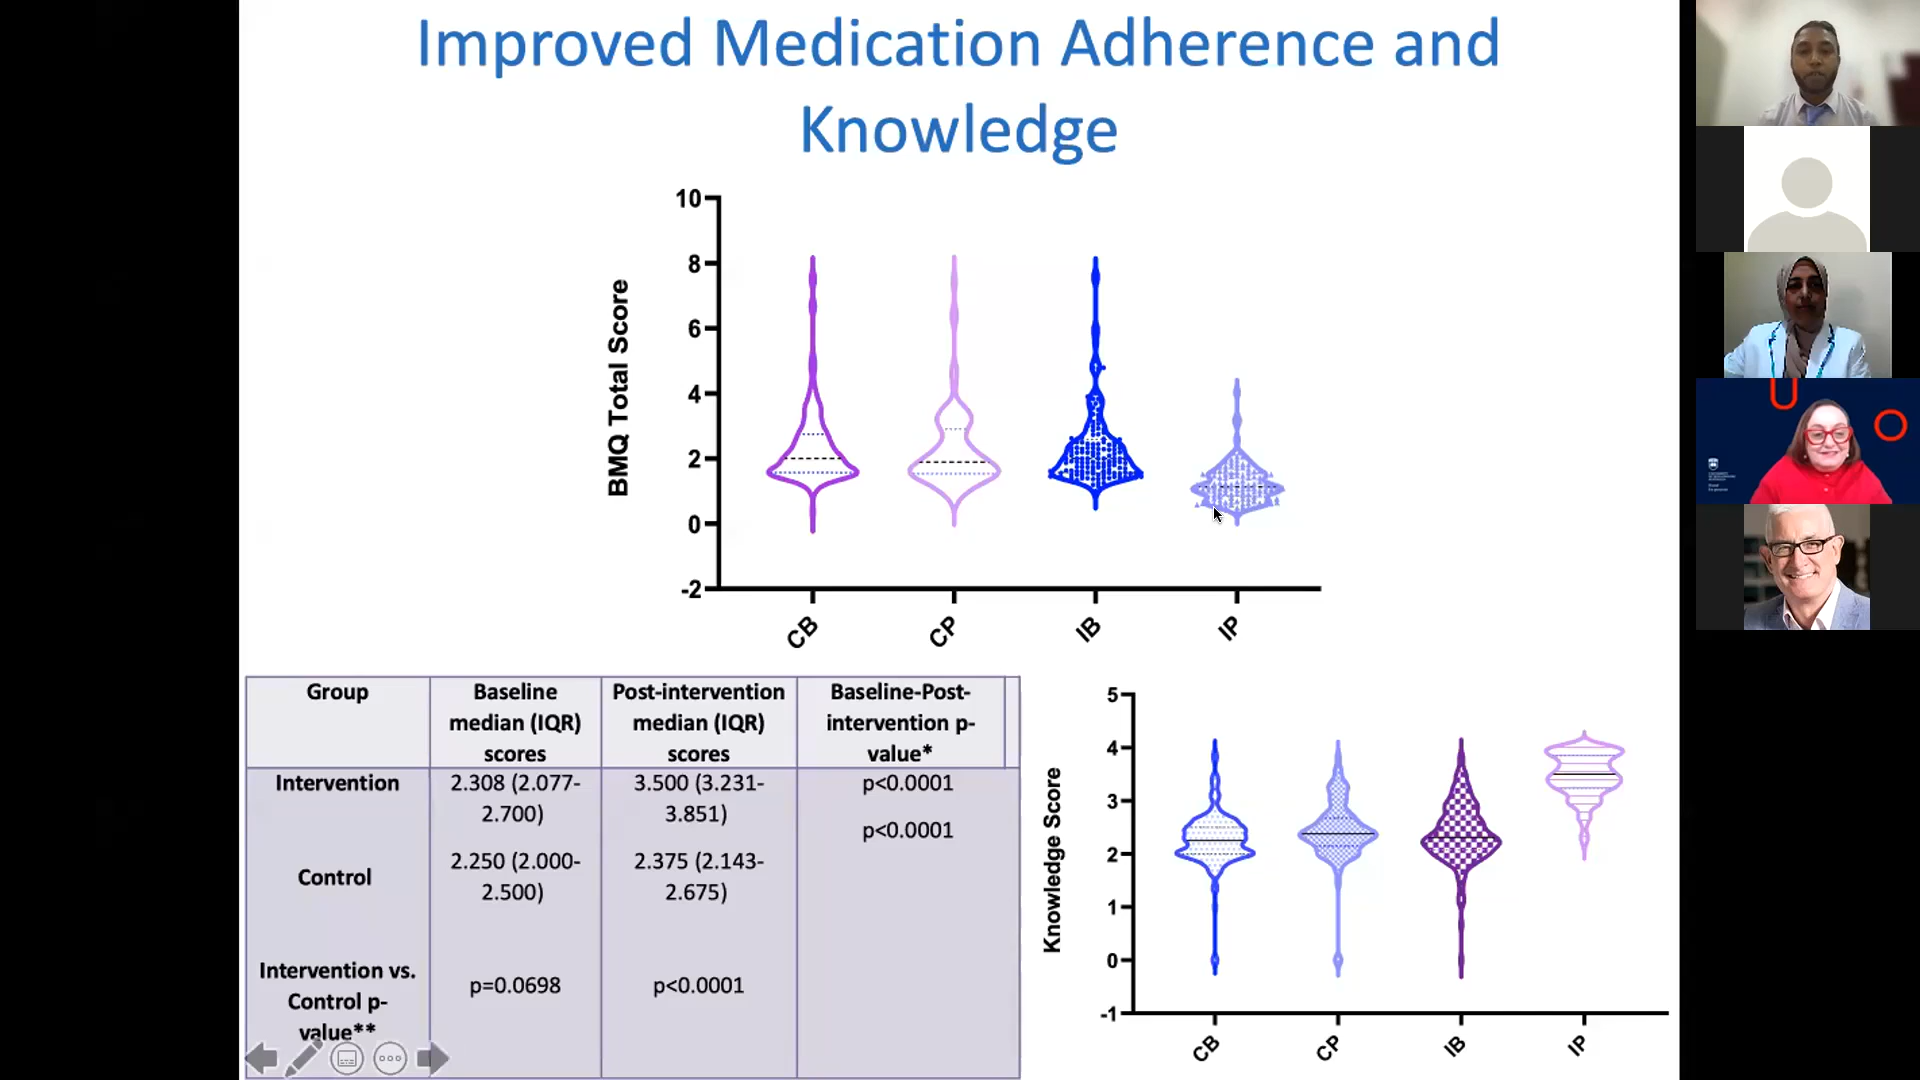 Improved Medication Adherence and
Knowledge
BMQ Total Score
10
8
6
4
2
0
-2
CB
CP
IB
IP
Group
Baseline
median (IQR)
scores
Post-intervention
median (IQR)
scores
Baseline-Post-
intervention p-
value*
Intervention
2.308 (2.077-
2.700)
3.500 (3.231-
3.851)
p<0.0001
p<0.0001
Control
2.250 (2.000-
2.500)
2.375 (2.143-
2.675)
Intervention vs.
Control p-
value**
p=0.0698
p<0.0001
Knowledge Score
5
4
3
2
1
0
-1
CB
CP
IB
IP